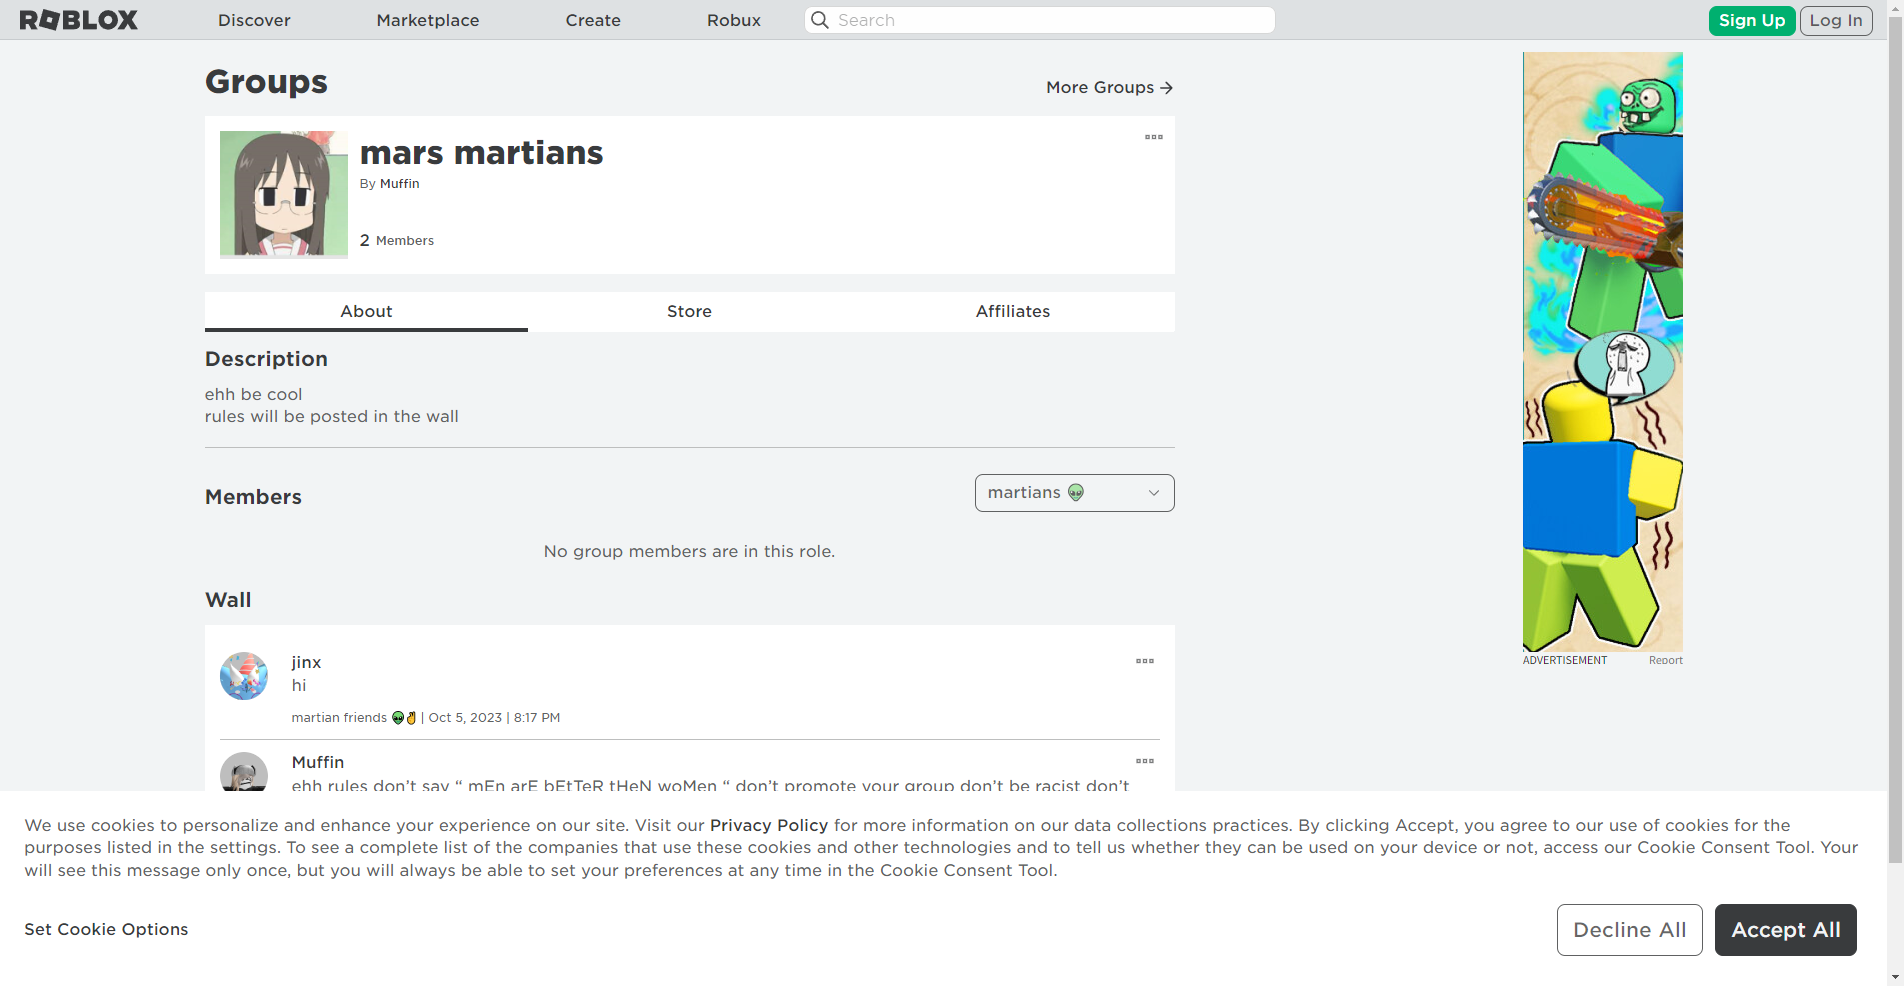 ROBLOX
Discover
Marketplace
Create
Robux
Search
Sign Up
Log In
Groups
More Groups
mars martians
By Muffin
2 Members
About
Store
Affiliates
Description
ehh be cool
rules will be posted in the wall
Members
martians 👽
No group members are in this role.
Wall
jinx
hi
martian friends 👽✌ | Oct 5, 2023 | 8:17 PM
Muffin
ehh rules don’t say “ mEn arE bEtTeR tHeN woMen “ don’t promote your group don’t be racist don’t
ADVERTISEMENT
Report
We use cookies to personalize and enhance your experience on our site. Visit our Privacy Policy for more information on our data collections practices. By clicking Accept, you agree to our use of cookies for the
purposes listed in the settings. To see a complete list of the companies that use these cookies and other technologies and to tell us whether they can be used on your device or not, access our Cookie Consent Tool. Your
will see this message only once, but you will always be able to set your preferences at any time in the Cookie Consent Tool.
Set Cookie Options
Decline All
Accept All